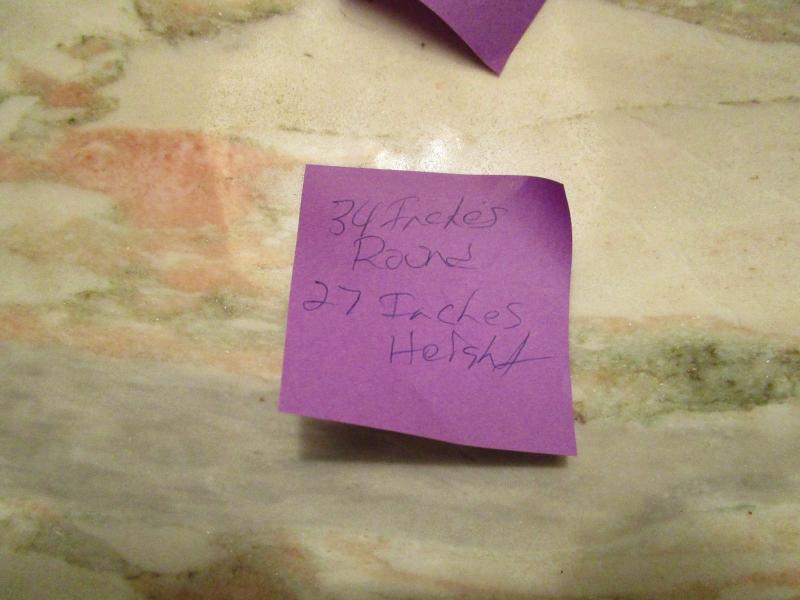 34 Inches
Round
27 Inches
Height